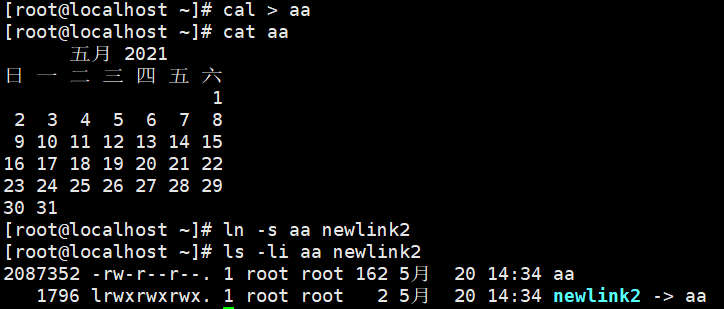 [root@localhost ~]# cal > aa
[root@localhost ~]# cat aa
      五月 2021
日 一 二 三 四 五 六
                   1
 2  3  4  5  6  7  8
 9 10 11 12 13 14 15
16 17 18 19 20 21 22
23 24 25 26 27 28 29
30 31
[root@localhost ~]# ln -s aa newlink2
[root@localhost ~]# ls -li aa newlink2
2087352 -rw-r--r--. 1 root root 162 5月  20 14:34 aa
   1796 lrwxrwxrwx. 1 root root   2 5月  20 14:34 newlink2 -> aa